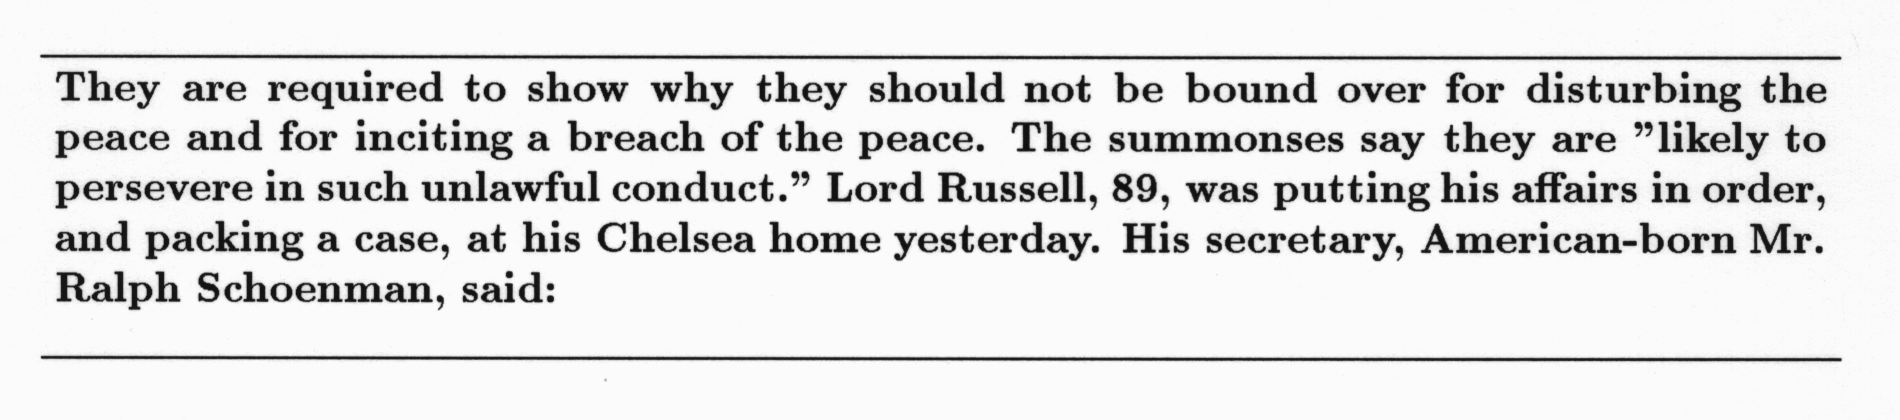 They are required to show why they should not be bound over for disturbing the
peace and for inciting a breach of the peace. The summonses say they are ”likely to
persevere in such unlawful conduct.” Lord Russell, 89, was putting his affairs in order,
and packing a case, at his Chelsea home yesterday. His secretary, American-born Mr.
Ralph Schoenman, said: